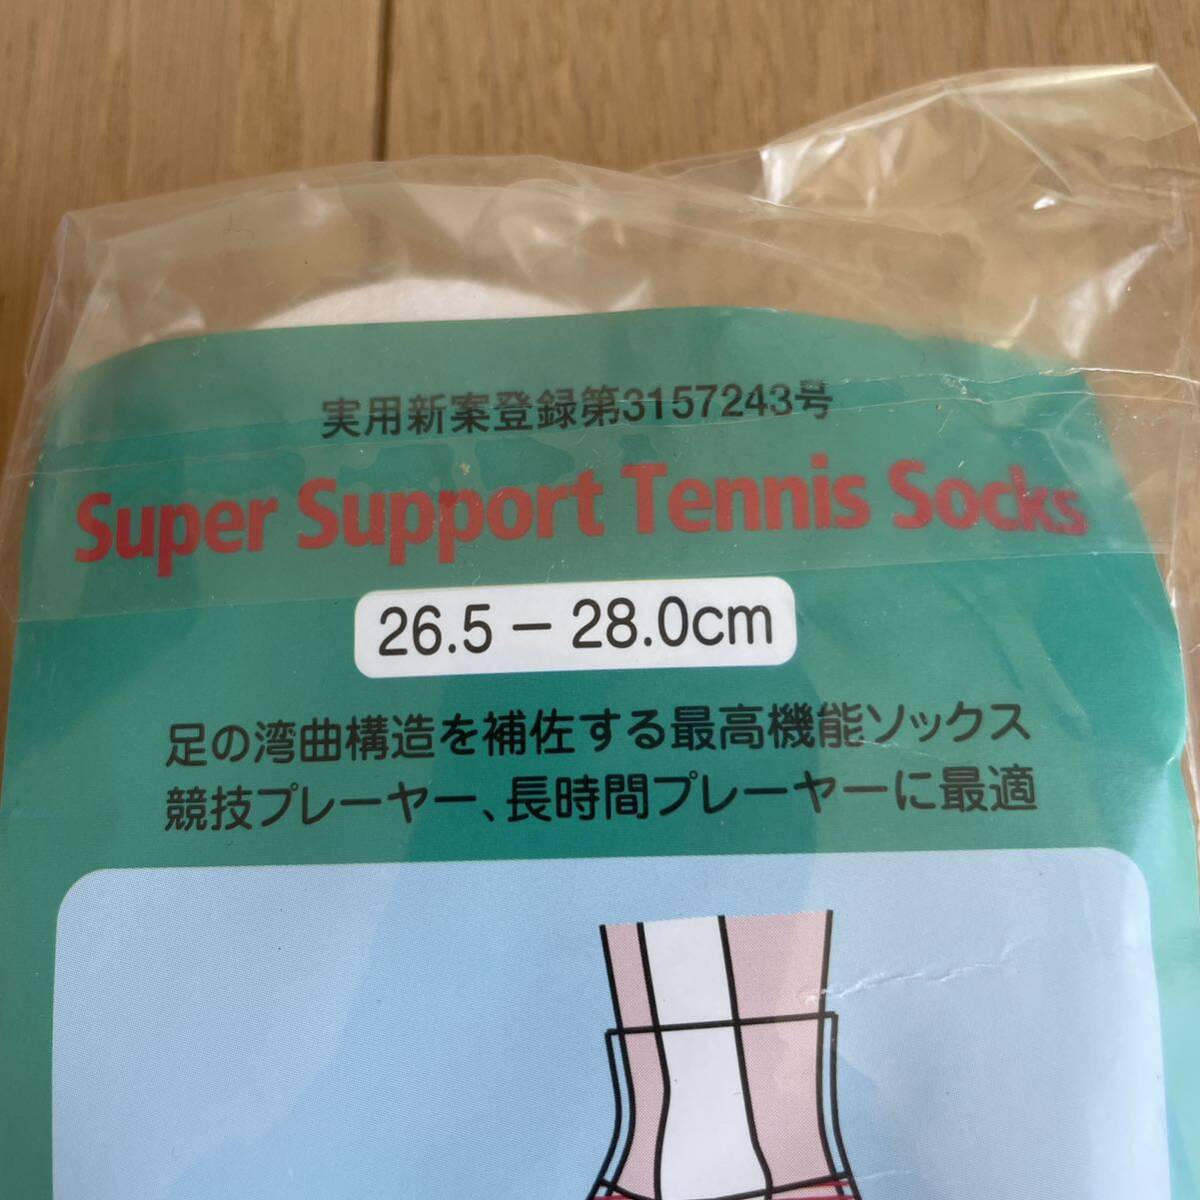 実用新案登録第3157243号
Super Support Tennis Socks
26.5 − 28.0cm
足の湾曲構造を補佐する最高機能ソックス
競技プレーヤー、長時間プレーヤーに最適